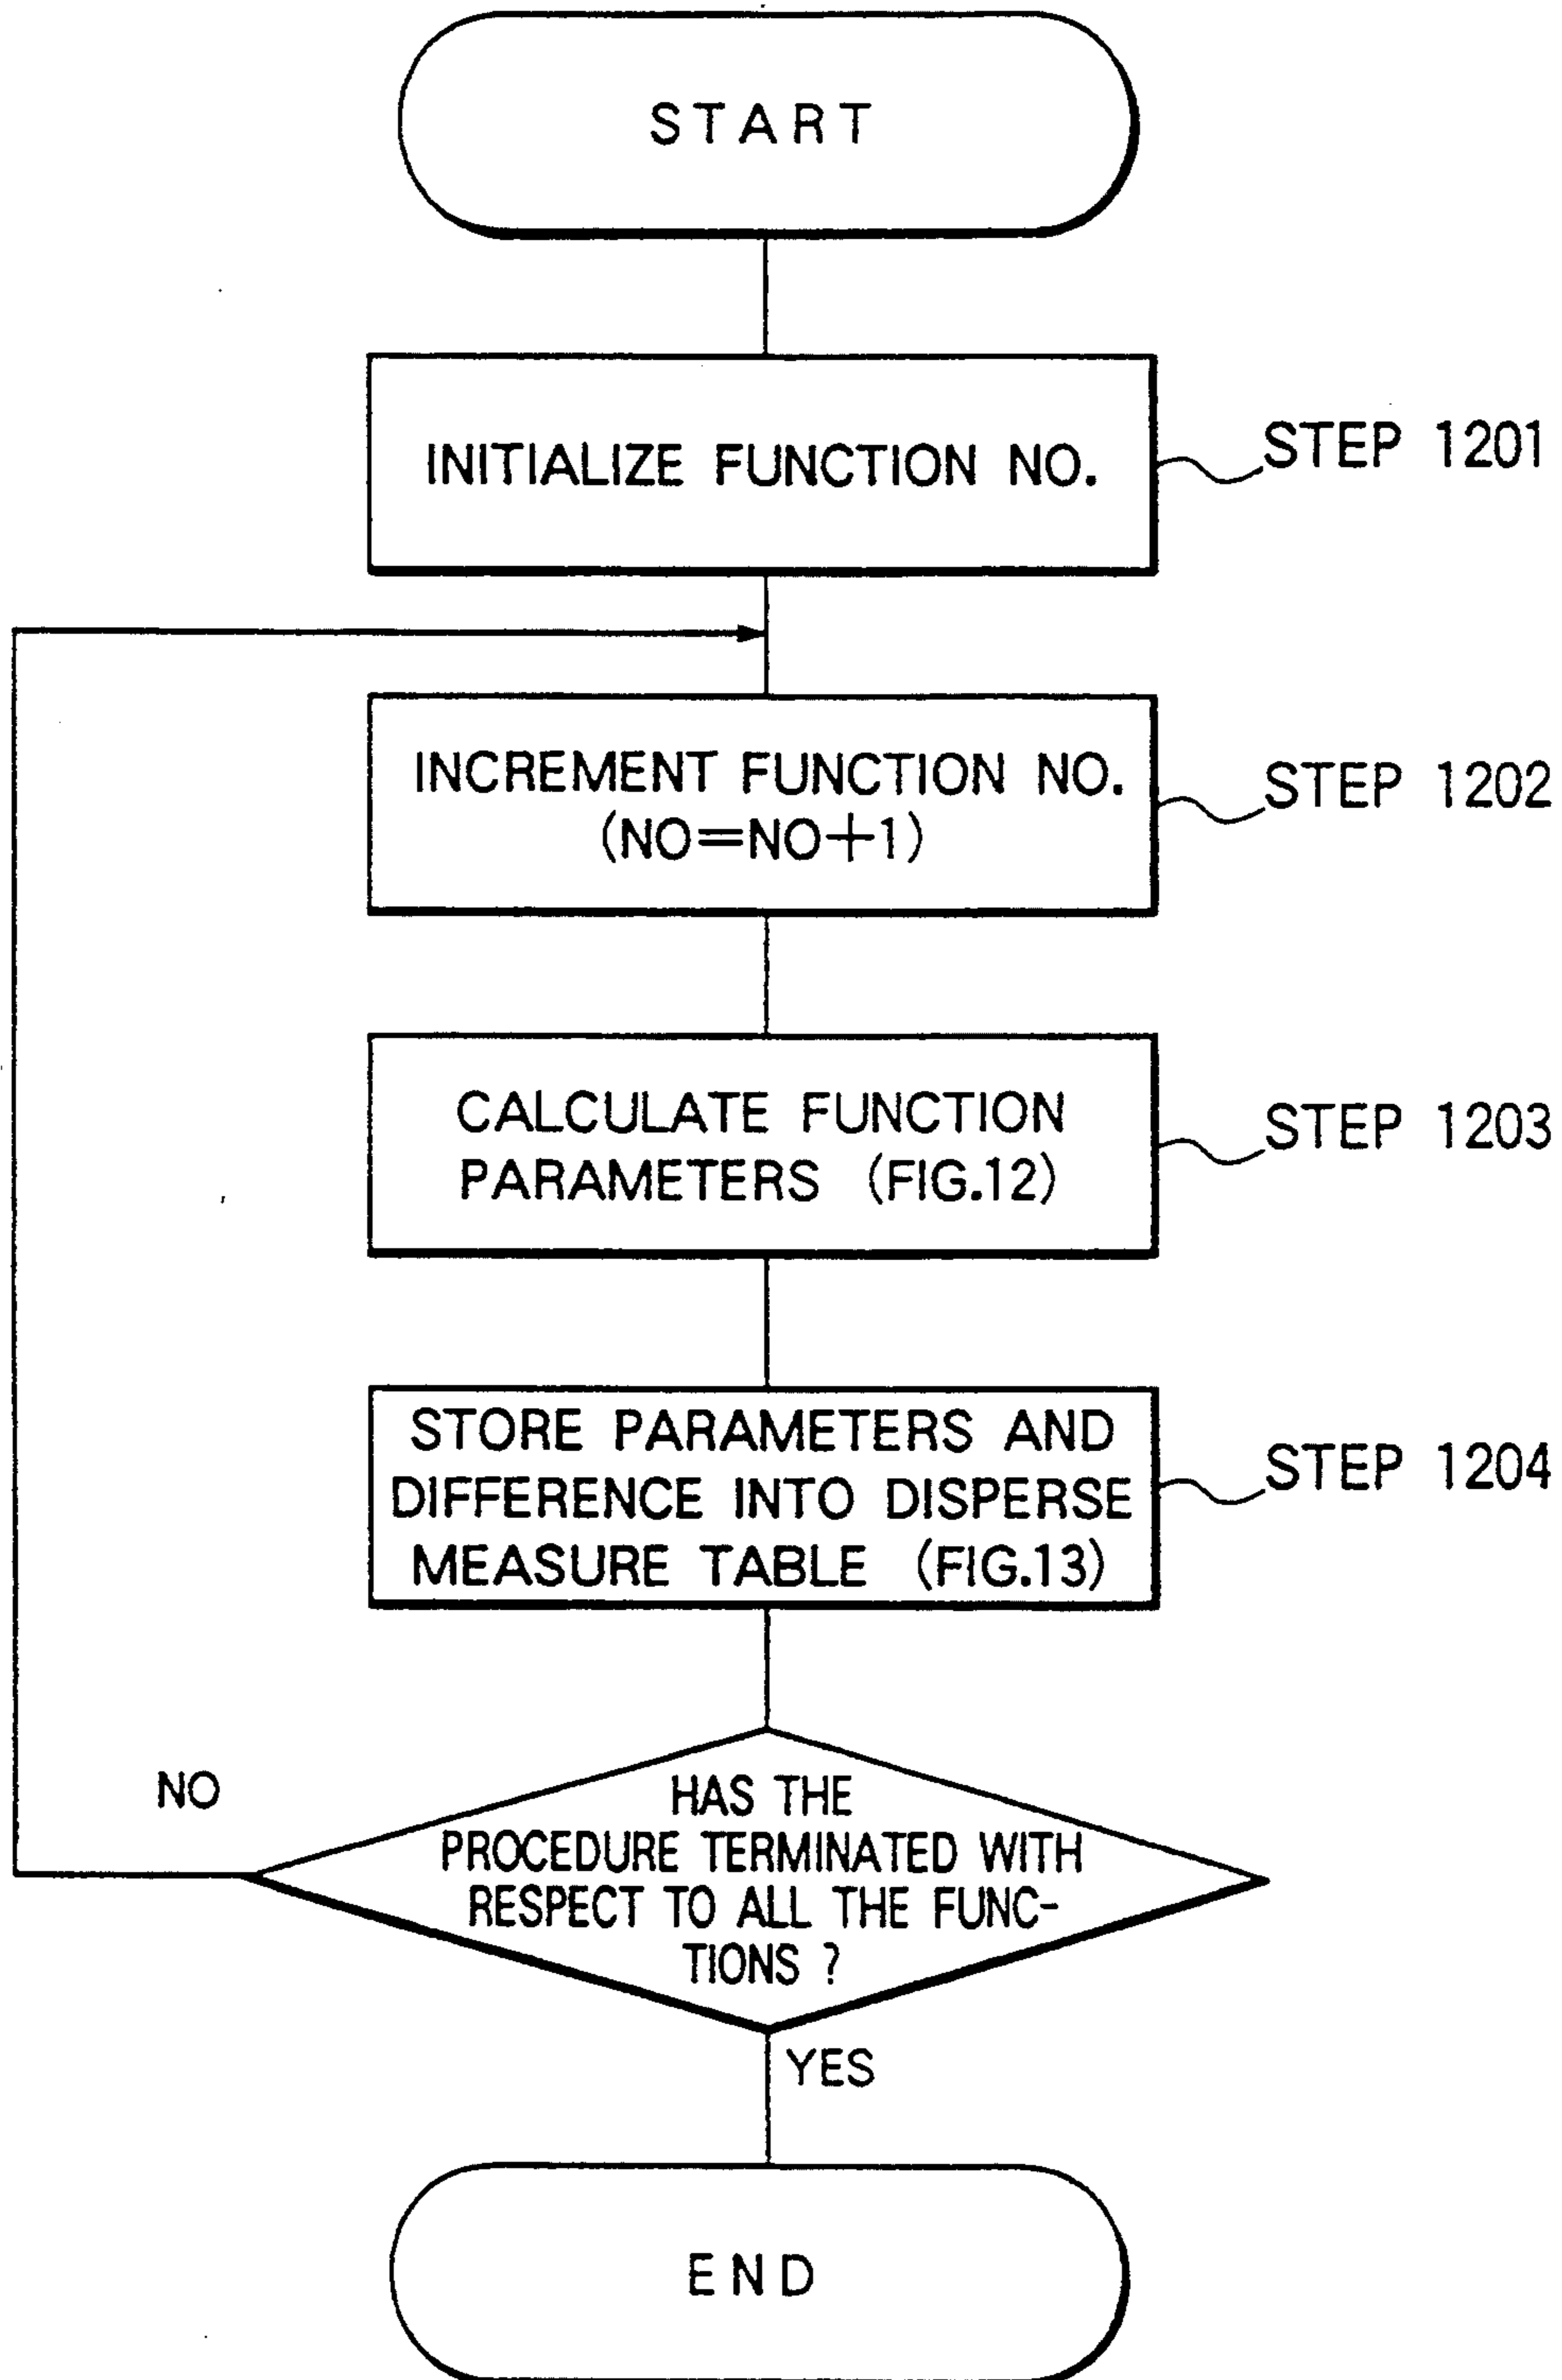 START
INITIALIZE FUNCTION NO.
STEP 1201
INCREMENT FUNCTION NO.
(NO=NO+1)
STEP 1202
CALCULATE FUNCTION
PARAMETERS (FIG.12)
STEP 1203
STORE PARAMETERS AND
DIFFERENCE INTO DISPERSE
MEASURE TABLE (FIG.13)
STEP 1204
NO
HAS THE
PROCEDURE TERMINATED WITH
RESPECT TO ALL THE FUNC-
TIONS ?
YES
END